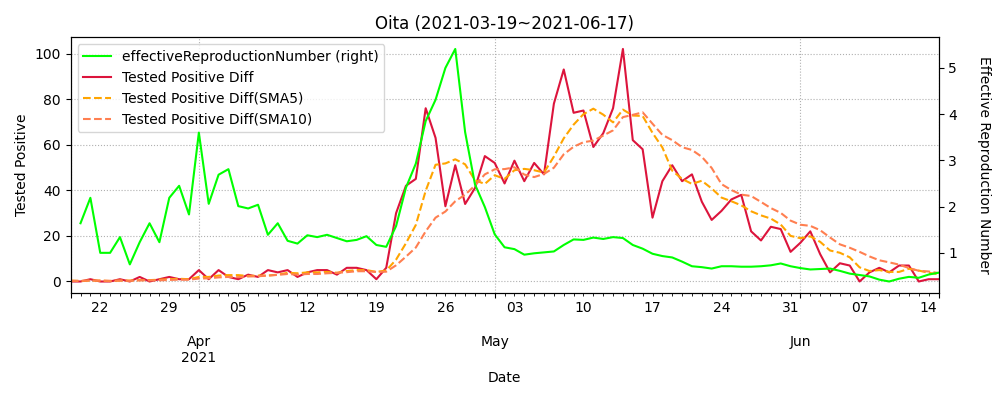 Oita (2021-03-19~2021-06-17)
effectiveReproductionNumber (right)
Tested Positive Diff
Tested Positive Diff(SMA5)
Tested Positive Diff(SMA10)
Tested Positive
100
80
60
40
20
0
5
4
3
2
1
Effective Reproduction Number
22 29 05 12 19 26 03 10 17 24 31 07 14
Apr May Jun
2021
Date